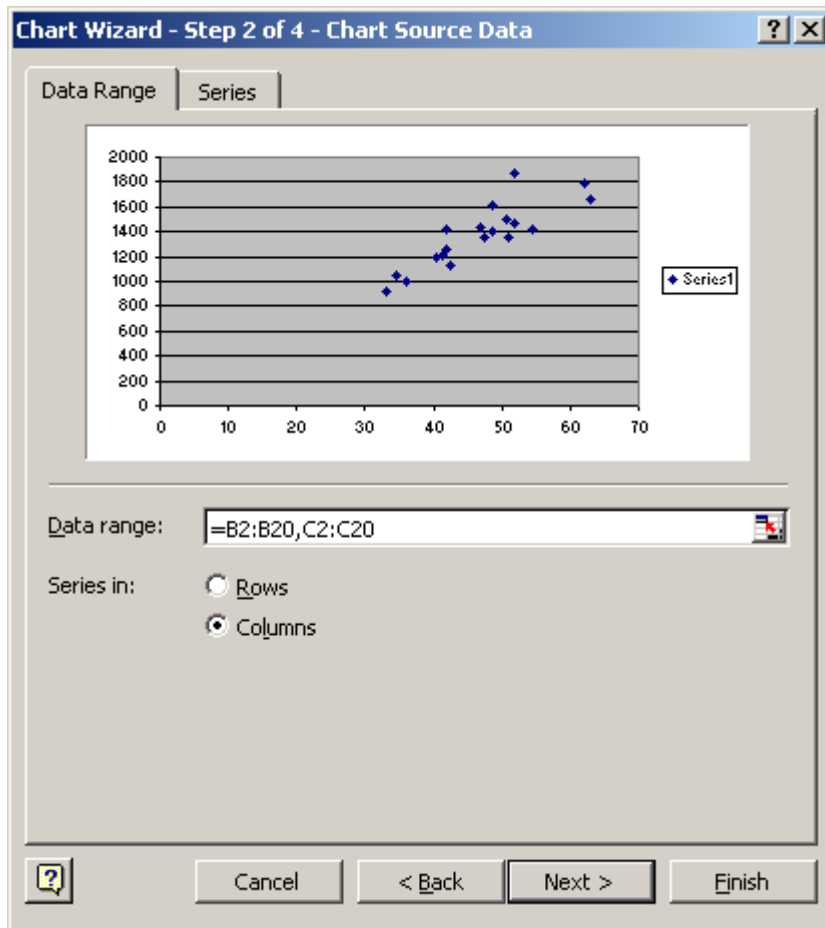 Chart Wizard - Step 2 of 4 - Chart Source Data
Data Range Series
2000
1800
1600
1400
1200
1000
800
600
400
200
0
0 10 20 30 40 50 60 70
Series1
Data range: =B2:B20,C2:C20
Series in: Rows
Columns
Cancel < Back Next > Finish